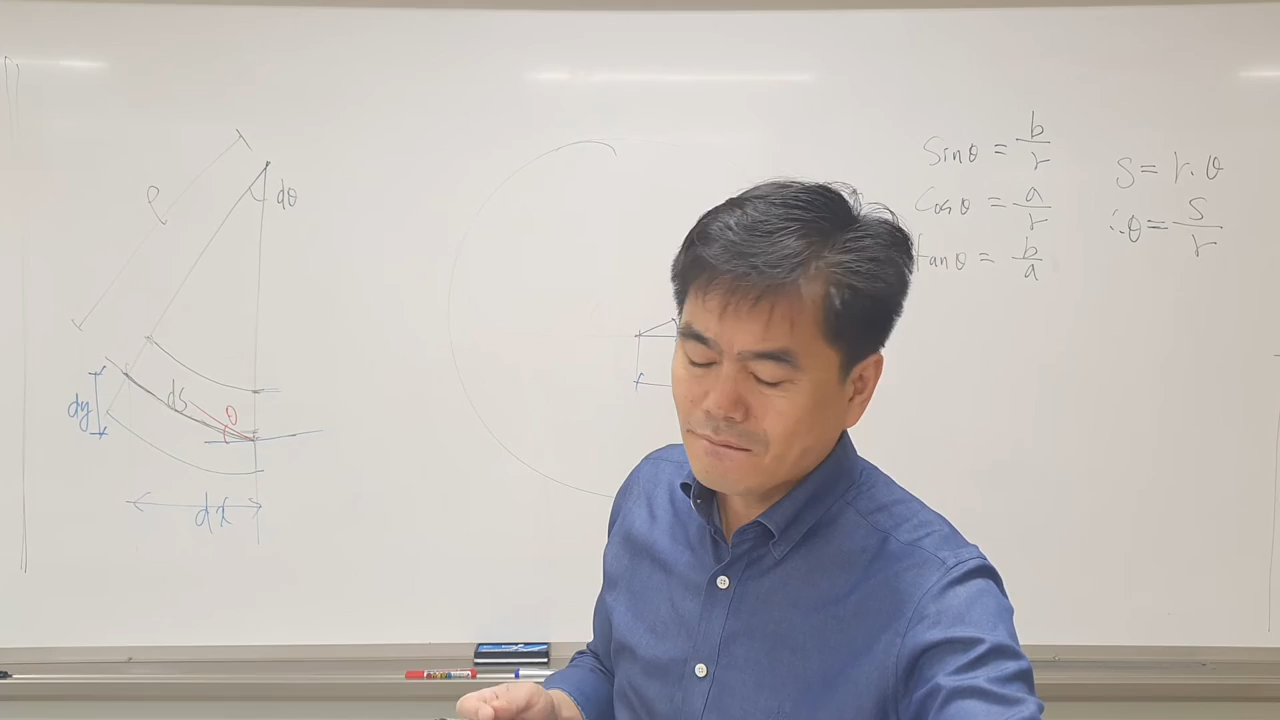 ρ
dθ
ds
θ
dy
dx
sinθ = b/r
cosθ = a/r
tanθ = b/a
s = r·θ
∴θ = s/r